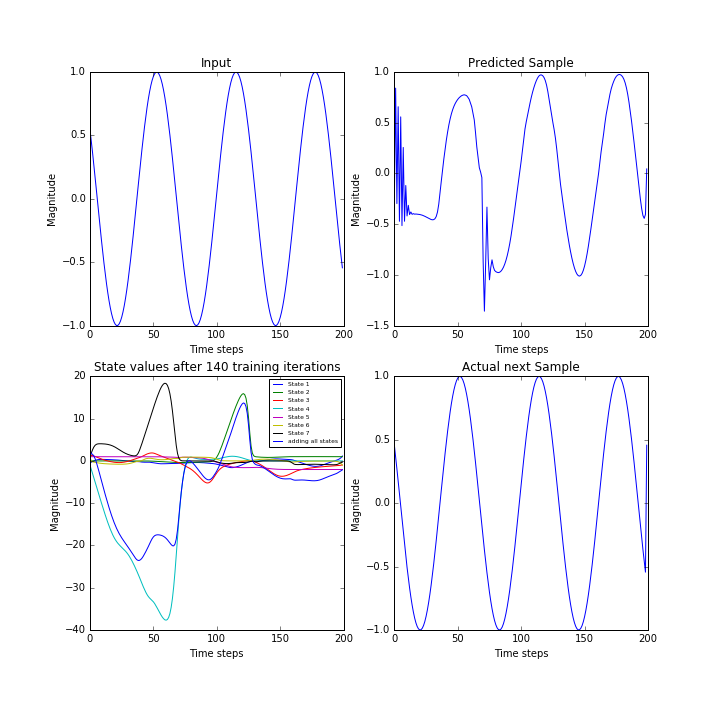 Input
1.0
0.5
0.0
−0.5
−1.0
Magnitude
0
50
100
150
200
Time steps
Predicted Sample
1.0
0.5
0.0
−0.5
−1.0
−1.5
Magnitude
0
50
100
150
200
Time steps
State values after 140 training iterations
20
10
0
−10
−20
−30
−40
Magnitude
State 1
State 2
State 3
State 4
State 5
State 6
State 7
adding all states
0
50
100
150
200
Time steps
Actual next Sample
1.0
0.5
0.0
−0.5
−1.0
Magnitude
0
50
100
150
200
Time steps